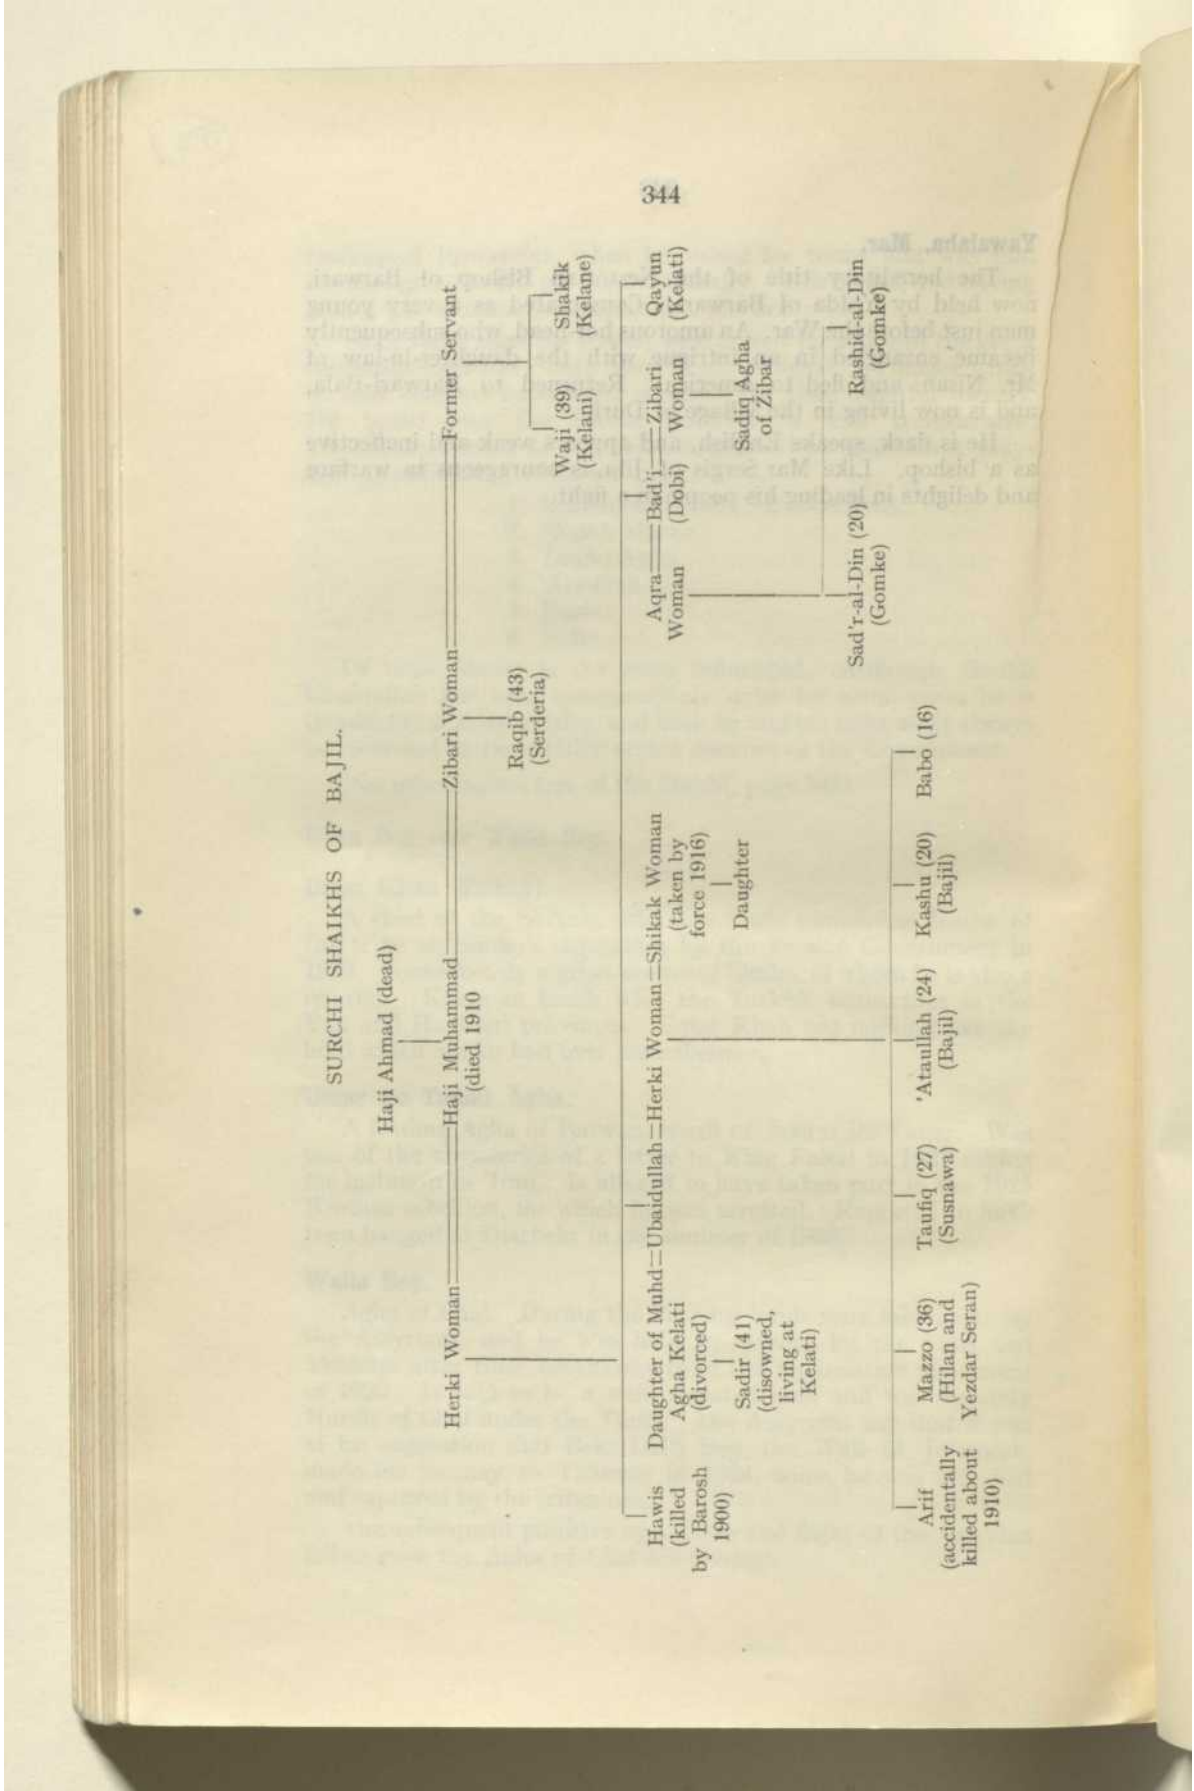 344
SURCHI SHAIKHS OF BAJIL.
Haji Ahmad (dead)
Herki Woman══Haji Muhammad══Zibari Woman══Former Servant
(died 1910
Raqib (43)
(Serderia)
Waji (39)
(Kelani)
Shakik
(Kelane)
Hawis
(killed
by Barosh
1900)
Daughter of Muhd═Ubaidullah═Herki Woman═Shikak Woman
Agha Kelati
(divorced)
(taken by
force 1916)
Sadir (41)
(disowned,
living at
Kelati)
Daughter
Aqra══Bad'i══Zibari
Woman
(Dobi)
Woman
Qayun
(Kelati)
Sadiq Agha
of Zibar
Sad'r-al-Din (20)
(Gomke)
Rashid-al-Din
(Gomke)
Arif
(accidentally
killed about
1910)
Mazzo (36)
(Hilan and
Yezdar Seran)
Taufiq (27)
(Susnawa)
'Ataullah (24)
(Bajil)
Kashu (20)
(Bajil)
Babo (16)